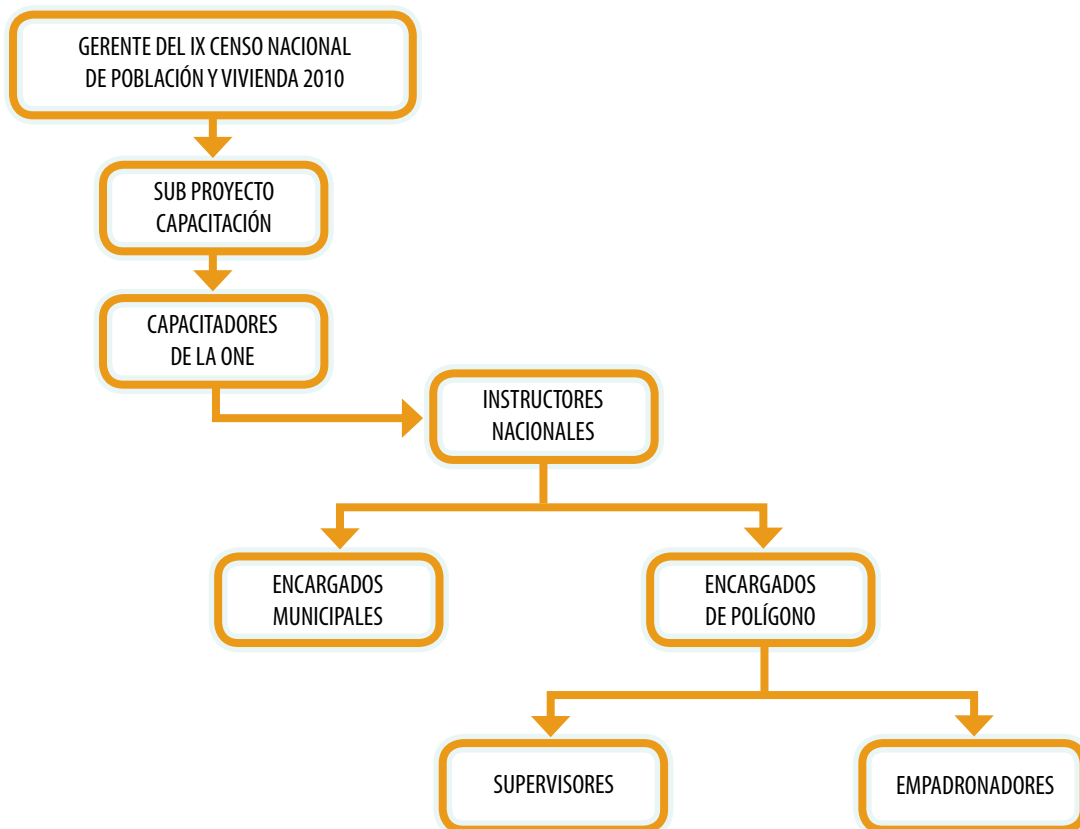 GERENTE DEL IX CENSO NACIONAL
DE POBLACIÓN Y VIVIENDA 2010
SUB PROYECTO
CAPACITACIÓN
CAPACITADORES
DE LA ONE
INSTRUCTORES
NACIONALES
ENCARGADOS
MUNICIPALES
ENCARGADOS
DE POLÍGONO
SUPERVISORES
EMPADRONADORES